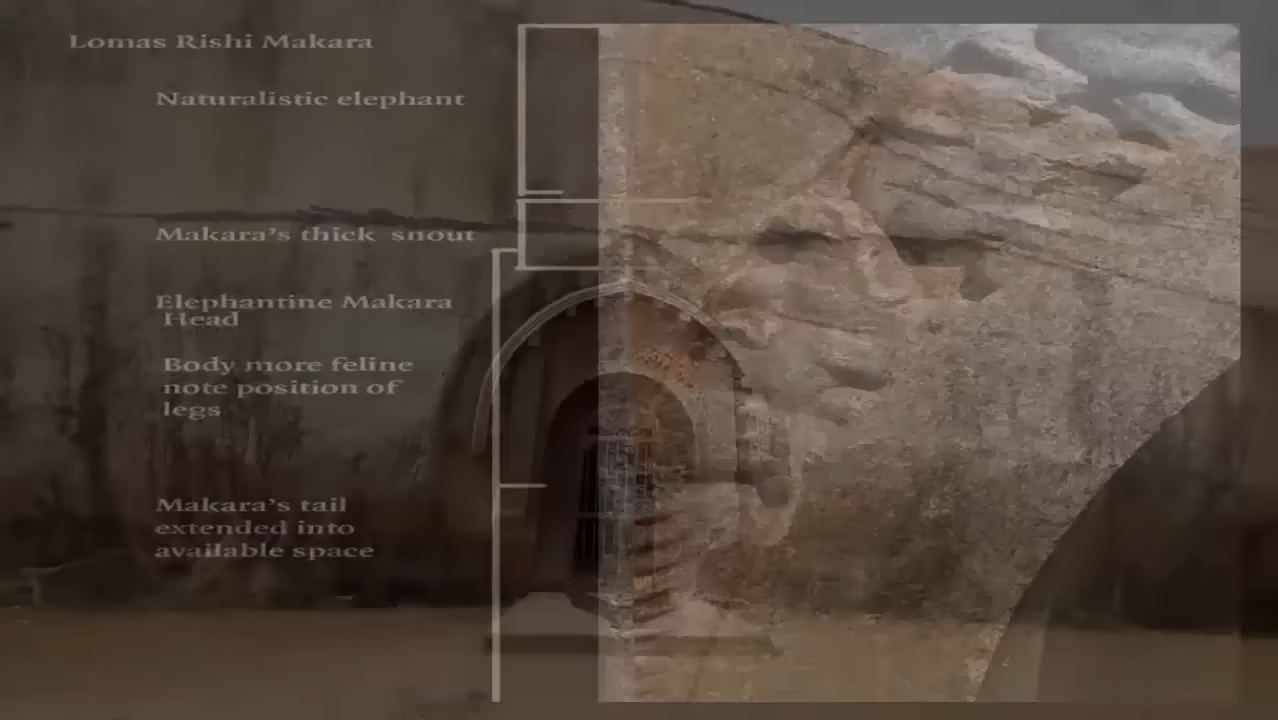 Lomas Rishi Makara
Naturalistic elephant
Makara's thick snout
Elephantine Makara
Head
Body more feline
note position of
legs
Makara's tail
extended into
available space